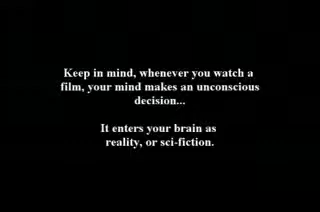 Keep in mind, whenever you watch a
film, your mind makes an unconscious
decision...
It enters your brain as
reality, or sci-fiction.